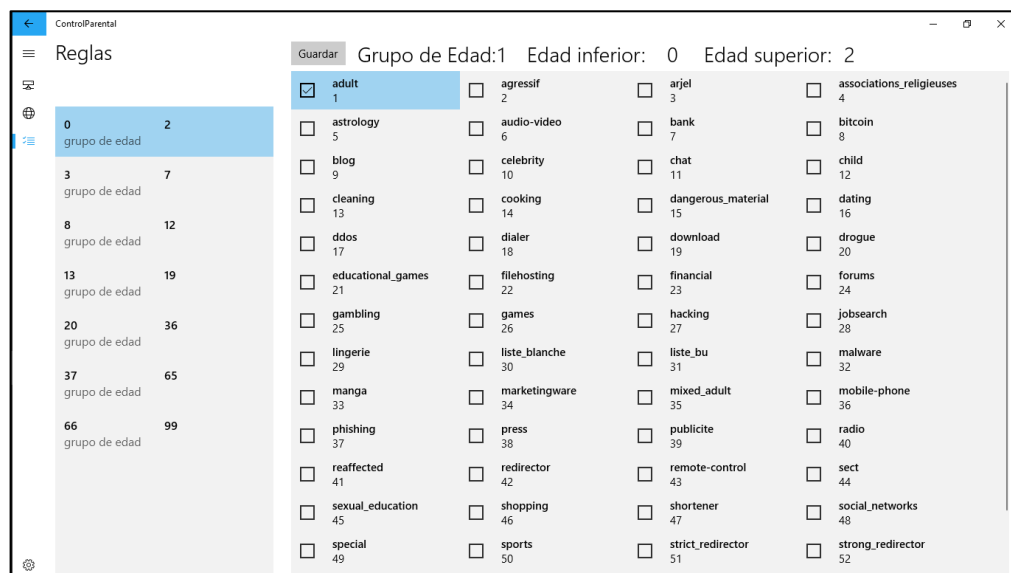 ControlParental
Reglas
Guardar Grupo de Edad:1 Edad inferior: 0 Edad superior: 2
0 2
grupo de edad
3 7
grupo de edad
8 12
grupo de edad
13 19
grupo de edad
20 36
grupo de edad
37 65
grupo de edad
66 99
grupo de edad
adult agressif arjel associations_religieuses
1 2 3 4
astrology audio-video bank bitcoin
5 6 7 8
blog celebrity chat child
9 10 11 12
cleaning cooking dangerous_material dating
13 14 15 16
ddos dialer download drogue
17 18 19 20
educational_games filehosting financial forums
21 22 23 24
gambling games hacking jobsearch
25 26 27 28
lingerie liste_blanche liste_bu malware
29 30 31 32
manga marketingware mixed_adult mobile-phone
33 34 35 36
phishing press publicite radio
37 38 39 40
reaffected redirector remote-control sect
41 42 43 44
sexual_education shopping shortener social_networks
45 46 47 48
special sports strict_redirector strong_redirector
49 50 51 52